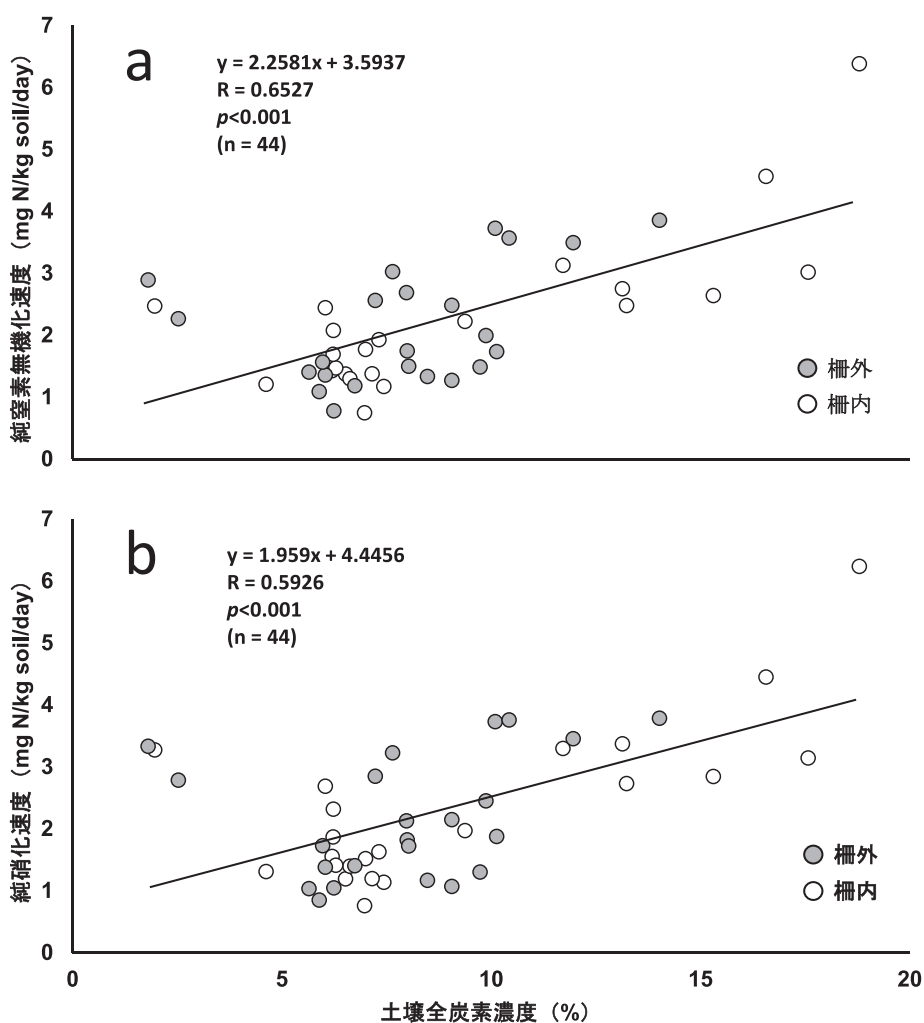 7
6
5
4
3
2
1
0
純窒素無機化速度（mg N/kg soil/day）
a
y = 2.2581x + 3.5937
R = 0.6527
p<0.001
(n = 44)
柵外
柵内
7
6
5
4
3
2
1
0
純硝化速度（mg N/kg soil/day）
b
y = 1.959x + 4.4456
R = 0.5926
p<0.001
(n = 44)
柵外
柵内
0 5 10 15 20
土壌全炭素濃度（%）